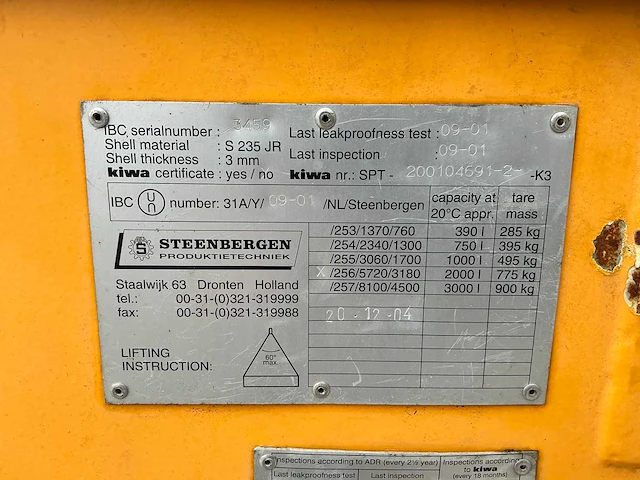 IBC serialnumber : 3459
Shell material : S 235 JR
Shell thickness : 3 mm
kiwa certificate : yes / no
Last leakproofness test : 09-01
Last inspection : 09-01
kiwa nr.: SPT - 200104691-2- -K3
IBC u n number: 31A/Y/ 09-01 /NL/Steenbergen
capacity at 20°C appr.
tare mass
/253/1370/760 390 l 285 kg
/254/2340/1300 750 l 395 kg
/255/3060/1700 1000 l 495 kg
X /256/5720/3180 2000 l 775 kg
/257/8100/4500 3000 l 900 kg
20-12-04
S STEENBERGEN
PRODUKTIETECHNIEK
Staalwijk 63 Dronten Holland
tel.: 00-31-(0)321-319999
fax: 00-31-(0)321-319988
LIFTING
INSTRUCTION:
60°
max.
Inspections according to ADR (every 2½ year)
Inspections according to kiwa
(every 18 months)
Last leakproofness test
Last inspection